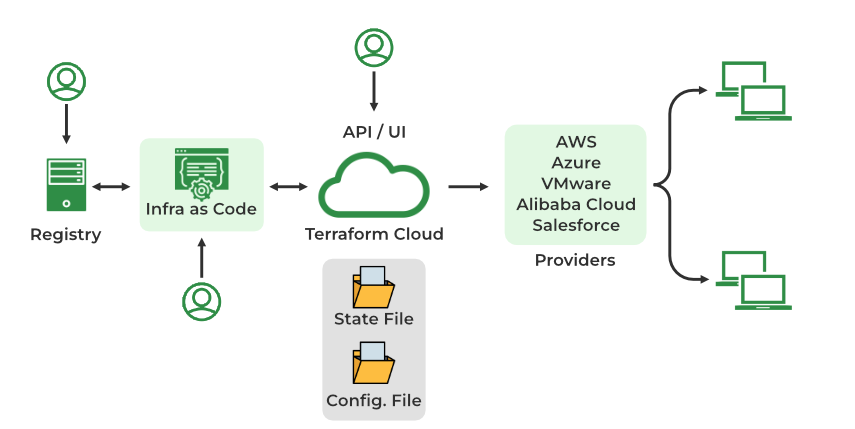 Registry
Infra as Code
API / UI
Terraform Cloud
State File
Config. File
AWS
Azure
VMware
Alibaba Cloud
Salesforce
Providers